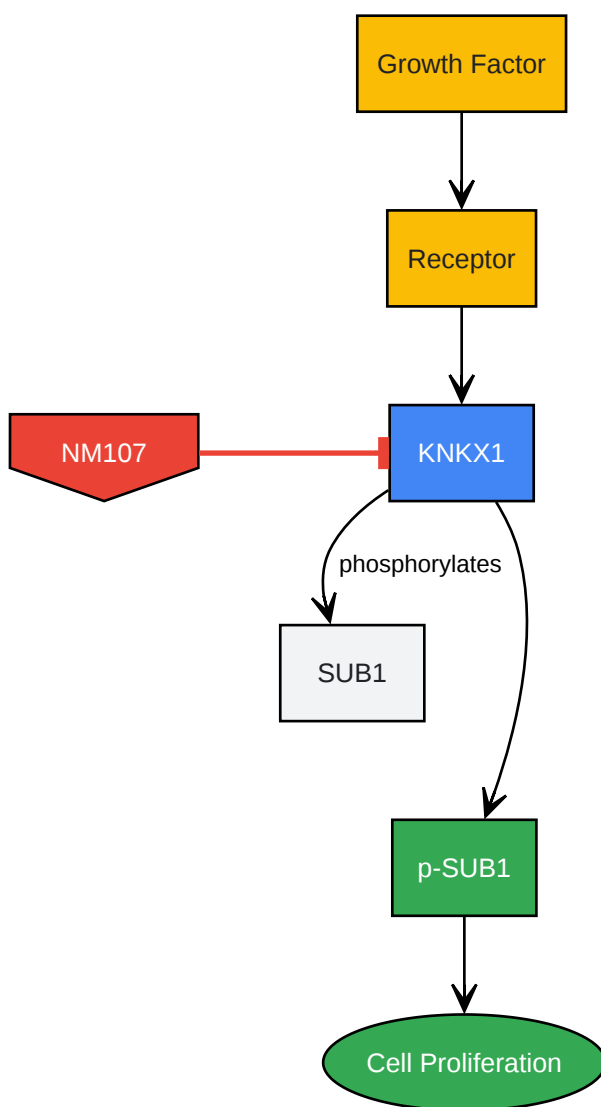 Growth Factor
Receptor
NM107
KNKX1
phosphorylates
SUB1
p-SUB1
Cell Proliferation